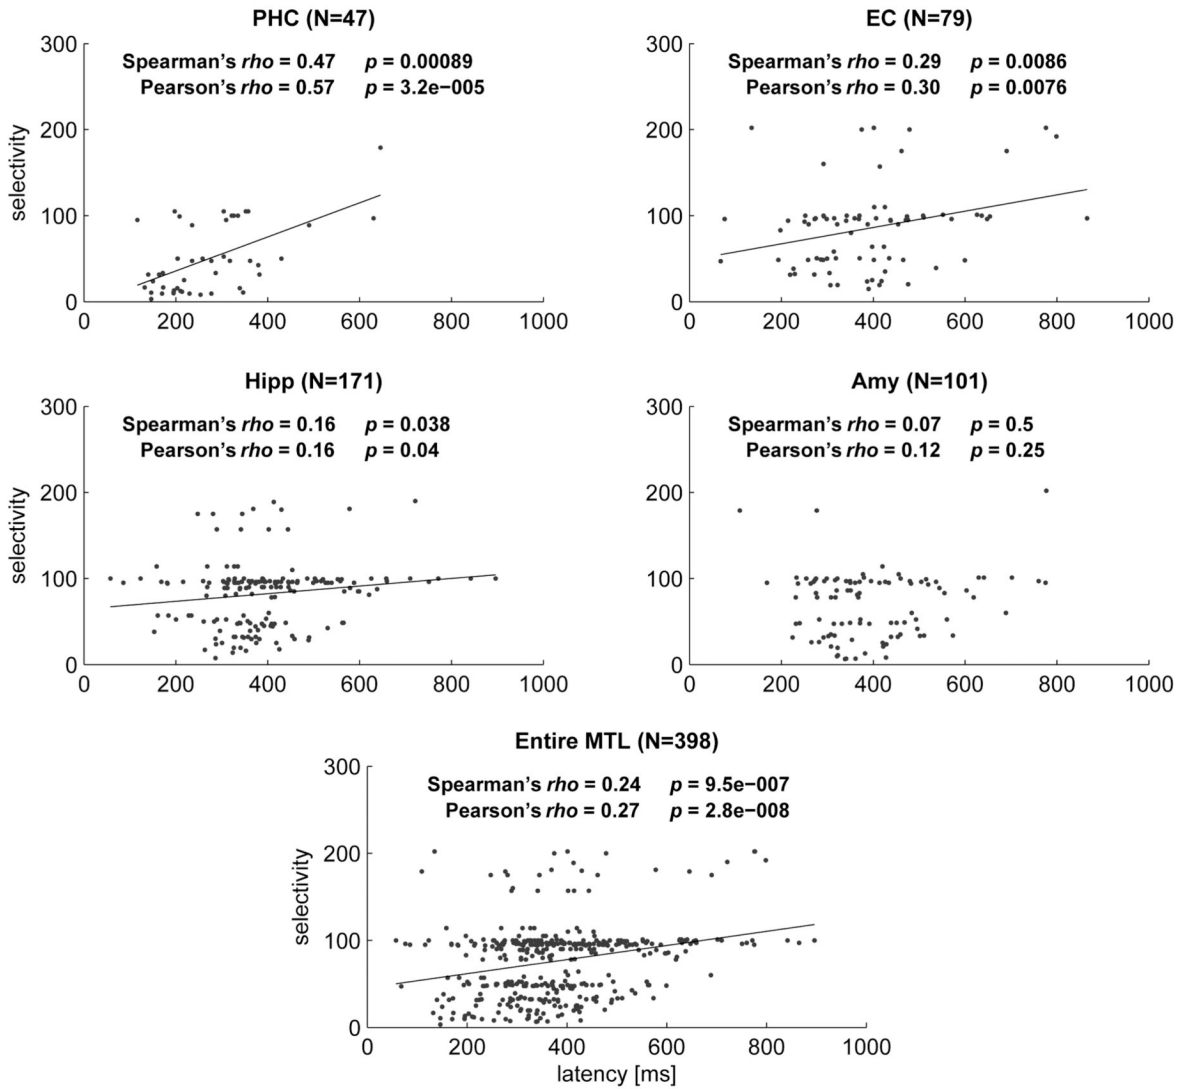 PHC (N=47)
Spearman's rho = 0.47 p = 0.00089
Pearson's rho = 0.57 p = 3.2e−005
selectivity
300
200
100
0
0 200 400 600 800 1000
EC (N=79)
Spearman's rho = 0.29 p = 0.0086
Pearson's rho = 0.30 p = 0.0076
300
200
100
0
0 200 400 600 800 1000
Hipp (N=171)
Spearman's rho = 0.16 p = 0.038
Pearson's rho = 0.16 p = 0.04
selectivity
300
200
100
0
0 200 400 600 800 1000
Amy (N=101)
Spearman's rho = 0.07 p = 0.5
Pearson's rho = 0.12 p = 0.25
300
200
100
0
0 200 400 600 800 1000
Entire MTL (N=398)
Spearman's rho = 0.24 p = 9.5e−007
Pearson's rho = 0.27 p = 2.8e−008
selectivity
300
200
100
0
0 200 400 600 800 1000
latency [ms]